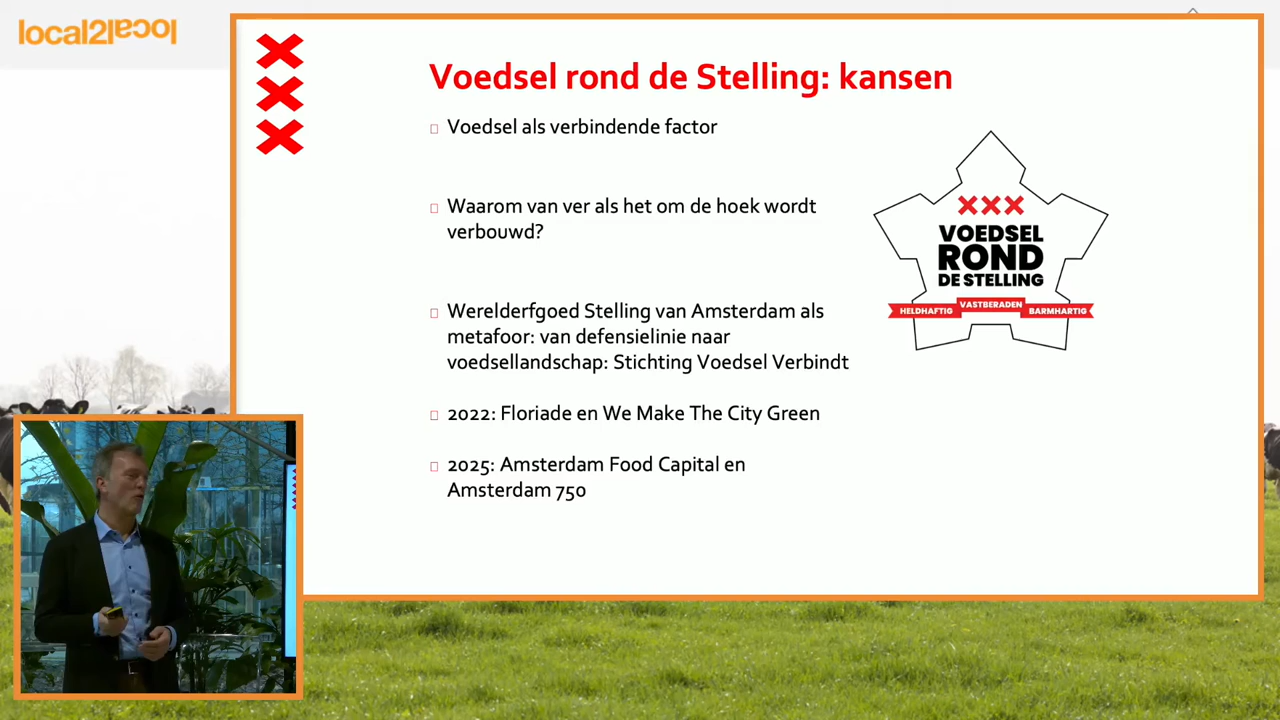 local2local
Voedsel rond de Stelling: kansen
Voedsel als verbindende factor
Waarom van ver als het om de hoek wordt
verbouwd?
Werelderfgoed Stelling van Amsterdam als
metafoor: van defensielinie naar
voedsellandschap: Stichting Voedsel Verbindt
2022: Floriade en We Make The City Green
2025: Amsterdam Food Capital en
Amsterdam 750
VOEDSEL
ROND
DE STELLING
HELDHAFTIG VASTBERADEN BARMHARTIG